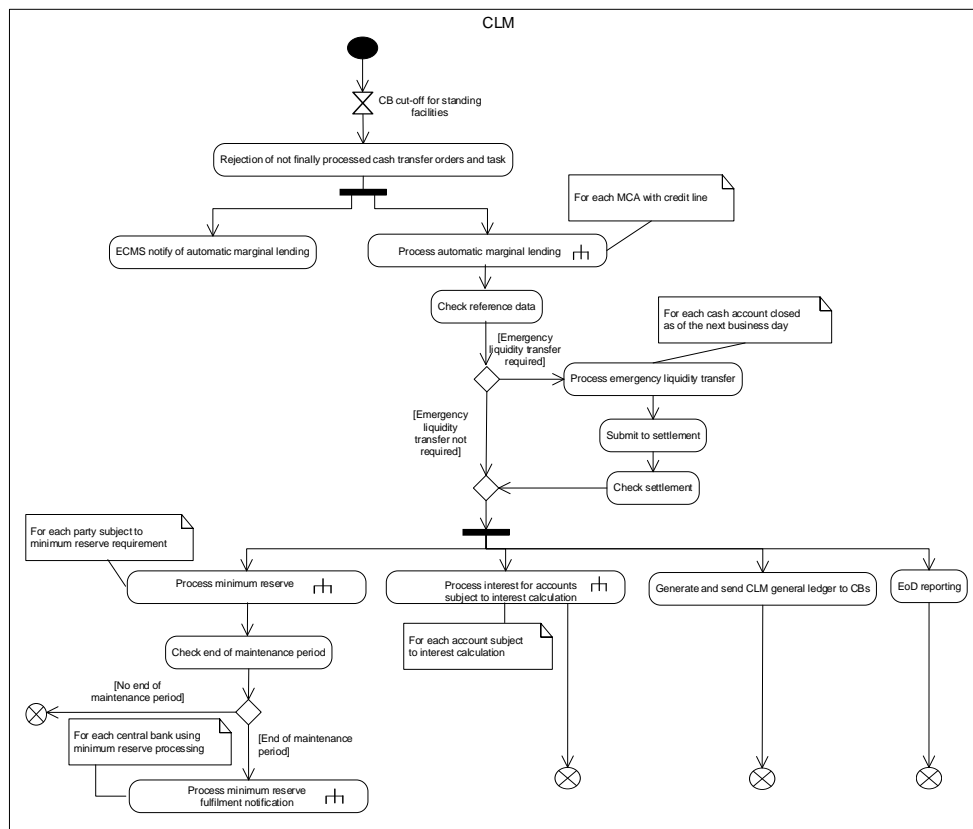 CLM
CB cut-off for standing
facilities
Rejection of not finally processed cash transfer orders and task
For each MCA with credit line
ECMS notify of automatic marginal lending
Process automatic marginal lending
Check reference data
For each cash account closed
as of the next business day
[Emergency
liquidity transfer
required]
Process emergency liquidity transfer
[Emergency
liquidity
transfer not
required]
Submit to settlement
Check settlement
For each party subject to
minimum reserve requirement
Process minimum reserve
Process interest for accounts
subject to interest calculation
Generate and send CLM general ledger to CBs
EoD reporting
For each account subject
to interest calculation
Check end of maintenance period
[No end of
maintenance period]
For each central bank using
minimum reserve processing
[End of maintenance
period]
Process minimum reserve
fulfilment notification